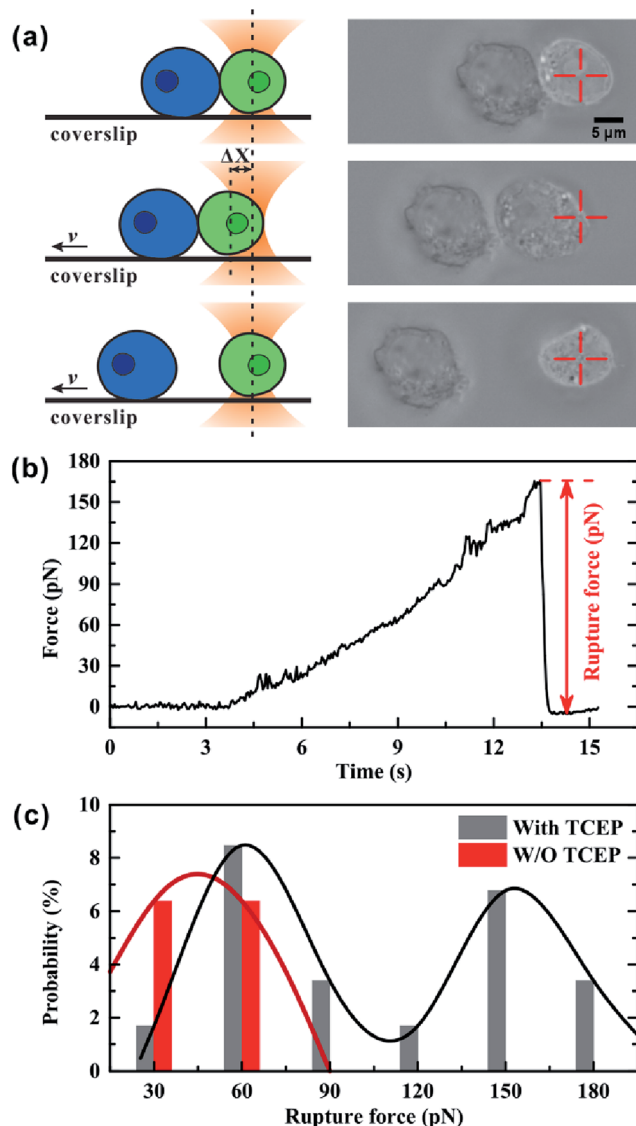 (a)
coverslip
5 μm
ΔX
v
coverslip
v
coverslip
(b)
180
150
120
90
60
30
0
Force (pN)
Rupture force (pN)
0 3 6 9 12 15
Time (s)
(c)
10
8
6
4
2
0
Probability (%)
With TCEP
W/O TCEP
30 60 90 120 150 180
Rupture force (pN)